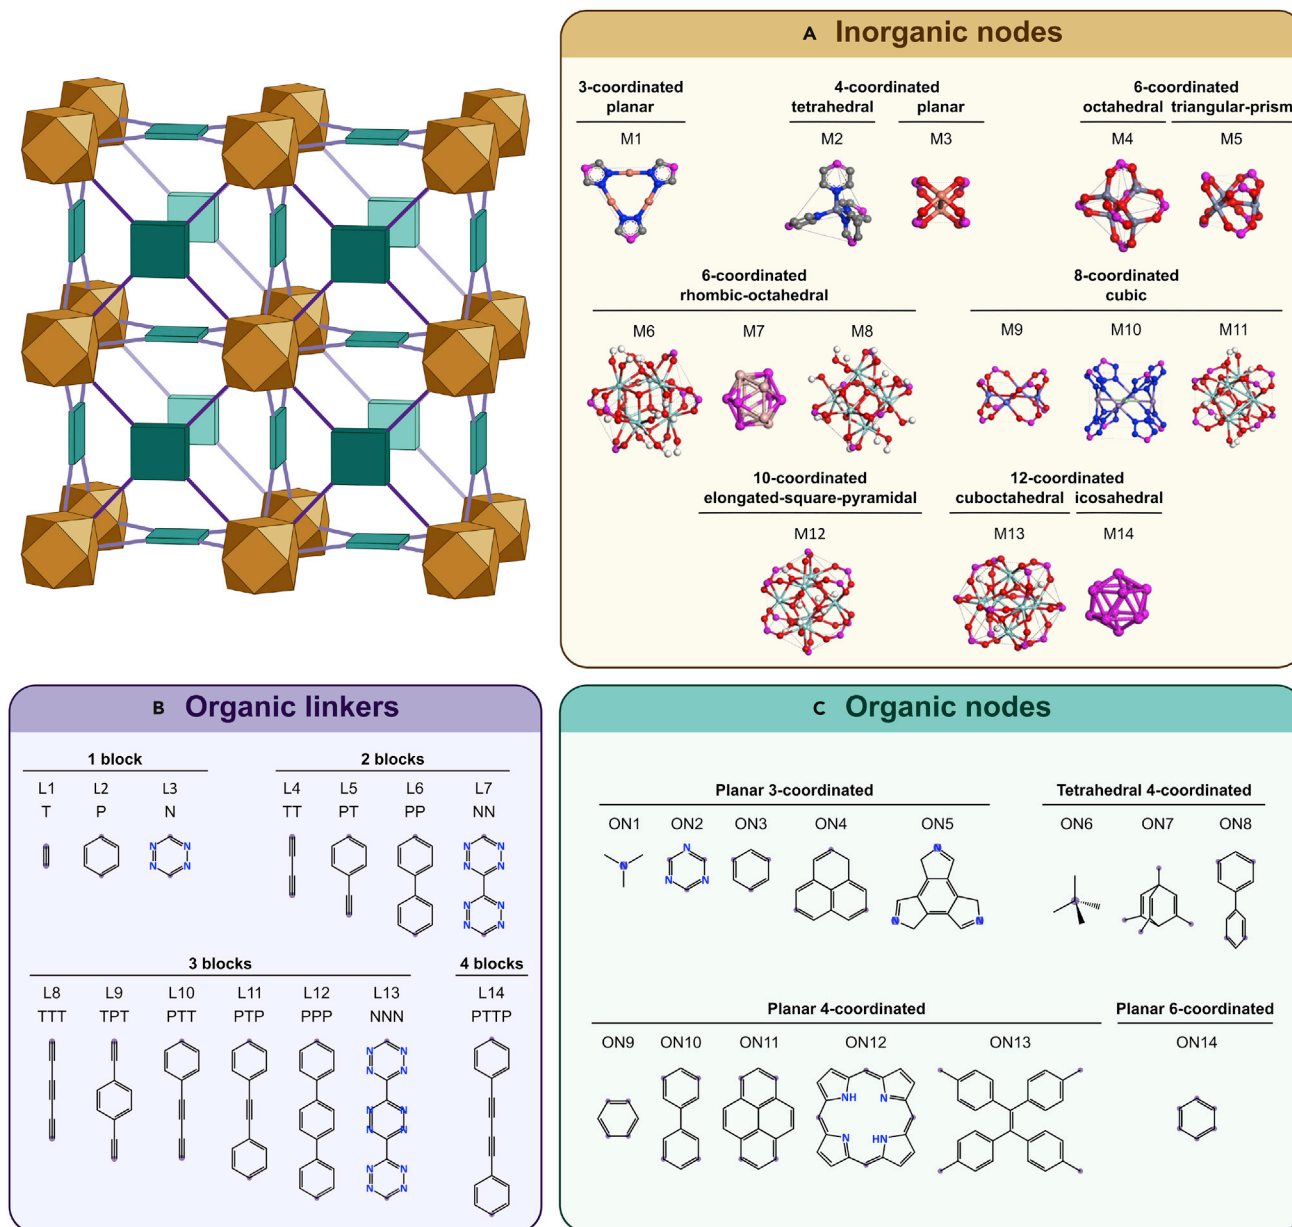 A Inorganic nodes
3-coordinated
planar
4-coordinated
tetrahedral planar
6-coordinated
octahedral triangular-prism
M1 M2 M3 M4 M5
6-coordinated
rhombic-octahedral
8-coordinated
cubic
M6 M7 M8 M9 M10 M11
10-coordinated
elongated-square-pyramidal
12-coordinated
cuboctahedral icosahedral
M12 M13 M14
B Organic linkers
1 block 2 blocks
L1 L2 L3 L4 L5 L6 L7
T P N TT PT PP NN
N N
N N
N N
N N
N N
N N
3 blocks 4 blocks
L8 L9 L10 L11 L12 L13 L14
TTT TPT PTT PTP PPP NNN PTTP
N N
N N
N N
N N
N N
N N
C Organic nodes
Planar 3-coordinated Tetrahedral 4-coordinated
ON1 ON2 ON3 ON4 ON5 ON6 ON7 ON8
N N N
N N N N
Planar 4-coordinated Planar 6-coordinated
ON9 ON10 ON11 ON12 ON13 ON14
NH N
N HN